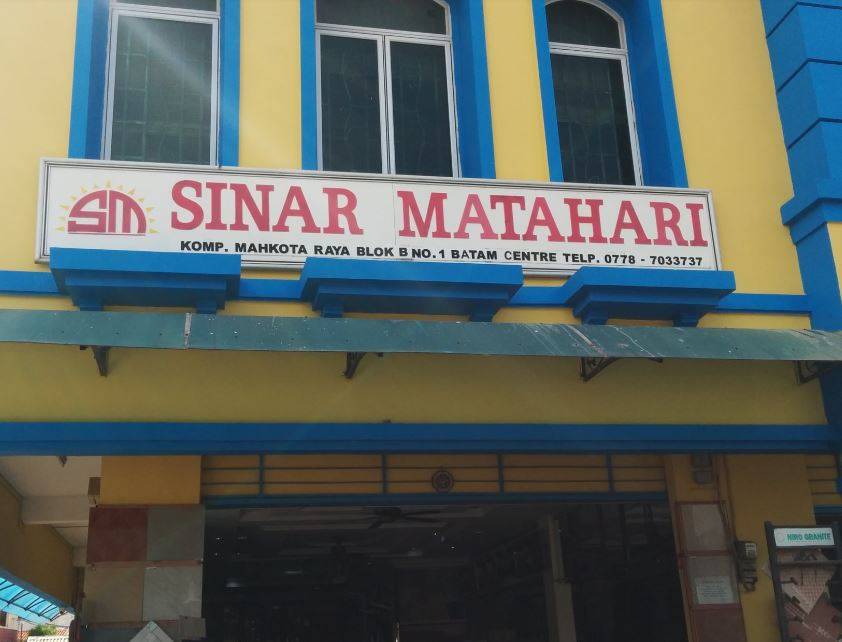 SM SINAR MATAHARI
KOMP. MAHKOTA RAYA BLOK B NO. 1 BATAM CENTRE TELP. 0778 - 7033737
NIRO GRANITE